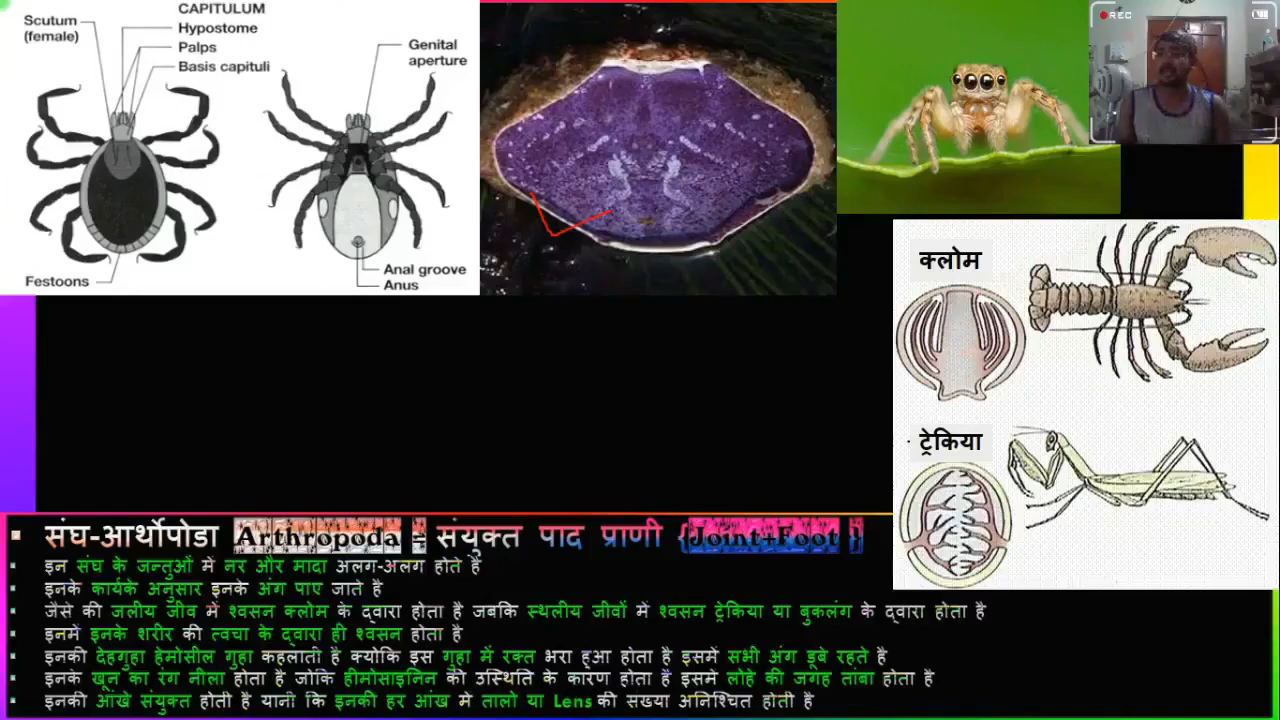 CAPITULUM
Scutum
(female)
Hypostome
Palps
Basis capituli
Festoons
Genital
aperture
Anal groove
Anus
REC
क्लोम
ट्रेकिया
संघ-आर्थोपोडा Arthropoda = संयुक्त पाद प्राणी {Joint+Foot }
इन संघ के जन्तुओं में नर और मादा अलग-अलग होते है
इनके कार्यके अनुसार इनके अंग पाए जाते है
जैसे की जलीय जीव में श्वसन क्लोम के द्वारा होता है जबकि स्थलीय जीवों में श्वसन ट्रेकिया या बुकलंग के द्वारा होता है
इनमें इनके शरीर की त्वचा के द्वारा ही श्वसन होता है
इनकी देहगुहा हेमोसील गुहा कहलाती है क्योकि इस गुहा में रक्त भरा हुआ होता है इसमें सभी अंग डूबे रहते है
इनके खून का रंग नीला होता है जोकि हीमोसाइनिन की उस्थिति के कारण होता है इसमें लोहे की जगह तांबा होता है
इनकी आंखे संयुक्त होती है यानी कि इनकी हर आंख में तालो या Lens की संख्या अनिश्चित होती है